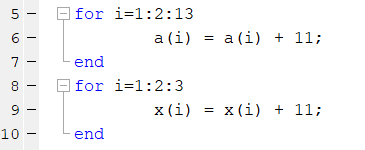 5 – for i=1:2:13
6 – a(i) = a(i) + 11;
7 – end
8 – for i=1:2:3
9 – x(i) = x(i) + 11;
10 – end